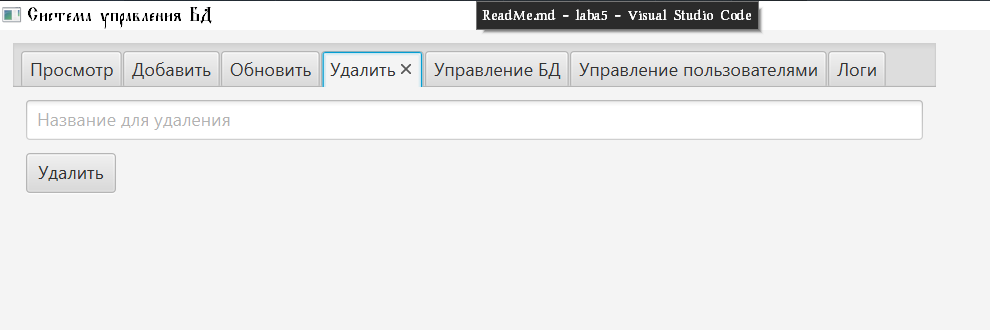 Система управления БД
ReadMe.md - laba5 - Visual Studio Code
Просмотр Добавить Обновить Удалить Управление БД Управление пользователями Логи
Название для удаления
Удалить